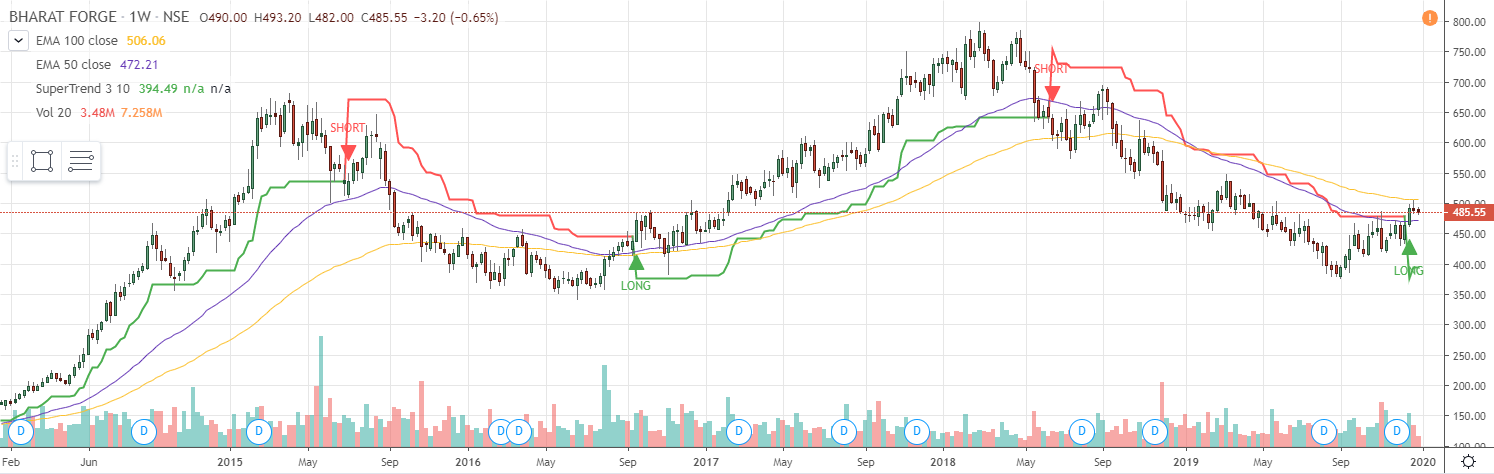 BHARAT FORGE · 1W · NSE O490.00 H493.20 L482.00 C485.55 −3.20 (−0.65%)
EMA 100 close 506.06
EMA 50 close 472.21
SuperTrend 3 10 394.49 n/a n/a
Vol 20 3.48M 7.258M
SHORT
SHORT
LONG
LONG
800.00
750.00
700.00
650.00
600.00
550.00
485.55
450.00
400.00
350.00
300.00
250.00
200.00
150.00
D D D D D D D D D D D D
Feb Jun 2015 May Sep 2016 May Sep 2017 May Sep 2018 May Sep 2019 May Sep 2020